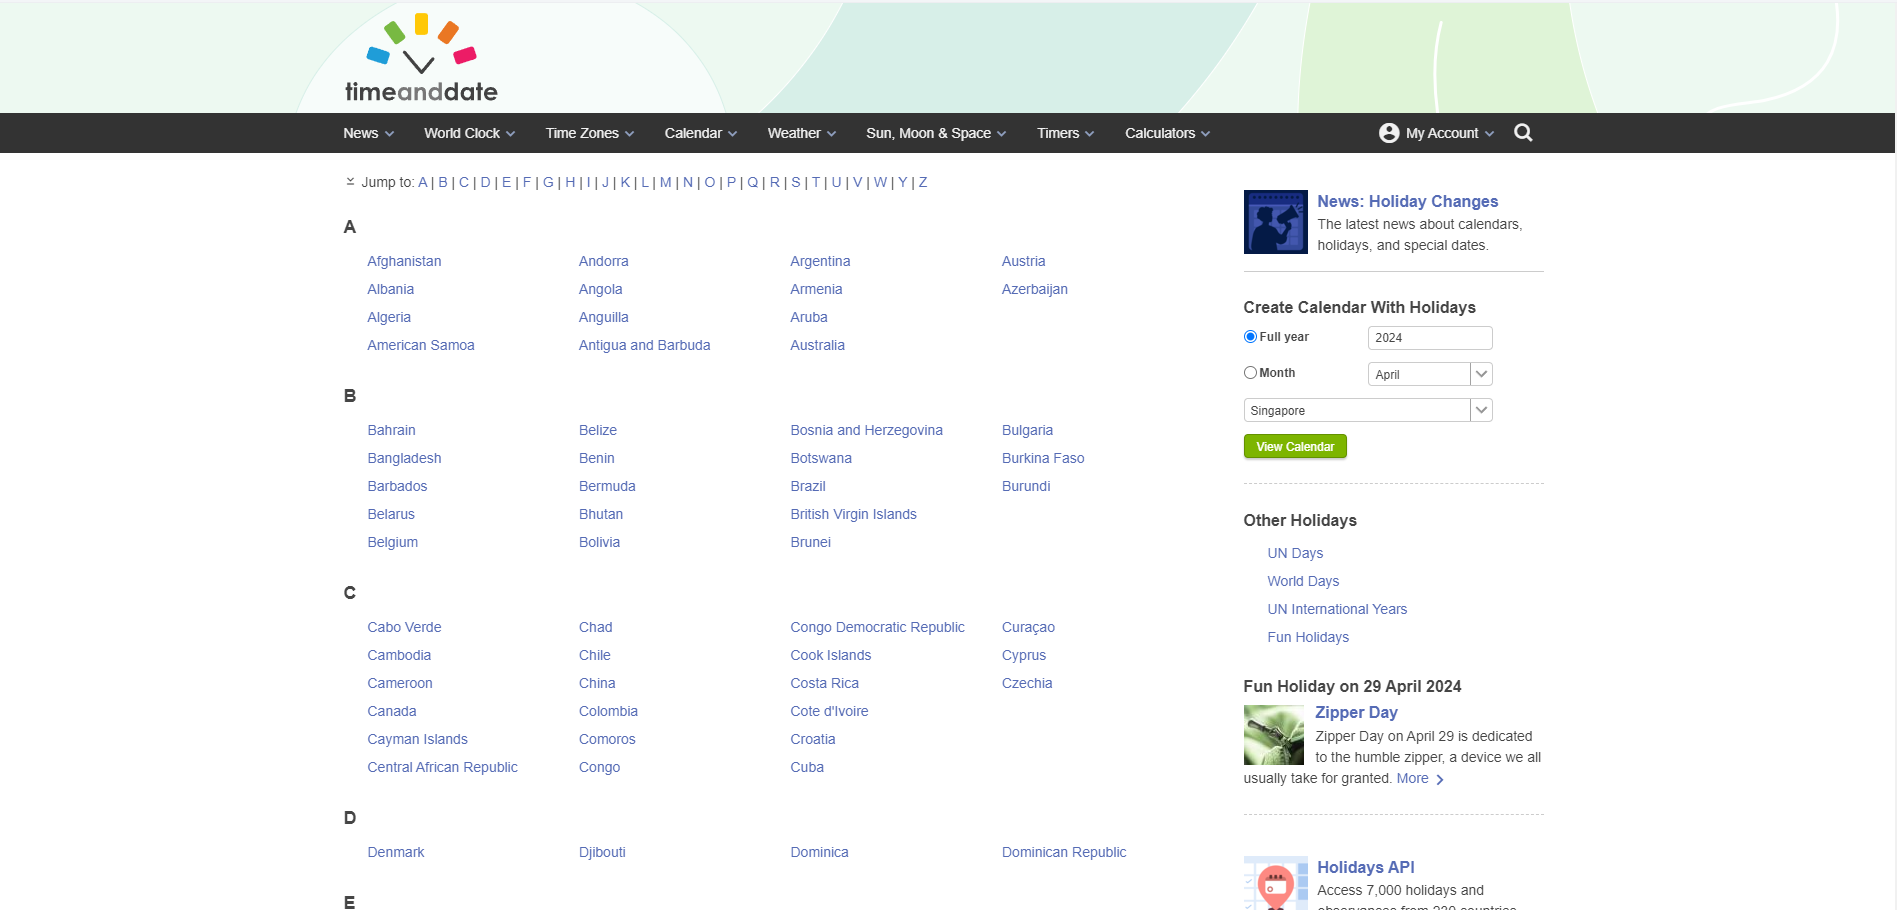 timeanddate
News World Clock Time Zones Calendar Weather Sun, Moon & Space Timers Calculators My Account
Jump to: A | B | C | D | E | F | G | H | I | J | K | L | M | N | O | P | Q | R | S | T | U | V | W | Y | Z
A
Afghanistan Andorra Argentina Austria
Albania Angola Armenia Azerbaijan
Algeria Anguilla Aruba
American Samoa Antigua and Barbuda Australia
B
Bahrain Belize Bosnia and Herzegovina Bulgaria
Bangladesh Benin Botswana Burkina Faso
Barbados Bermuda Brazil Burundi
Belarus Bhutan British Virgin Islands
Belgium Bolivia Brunei
C
Cabo Verde Chad Congo Democratic Republic Curaçao
Cambodia Chile Cook Islands Cyprus
Cameroon China Costa Rica Czechia
Canada Colombia Cote d'Ivoire
Cayman Islands Comoros Croatia
Central African Republic Congo Cuba
D
Denmark Djibouti Dominica Dominican Republic
E
News: Holiday Changes
The latest news about calendars,
holidays, and special dates.
Create Calendar With Holidays
Full year 2024
Month April
Singapore
View Calendar
Other Holidays
UN Days
World Days
UN International Years
Fun Holidays
Fun Holiday on 29 April 2024
Zipper Day
Zipper Day on April 29 is dedicated
to the humble zipper, a device we all
usually take for granted. More
Holidays API
Access 7,000 holidays and
observances from 230 countries